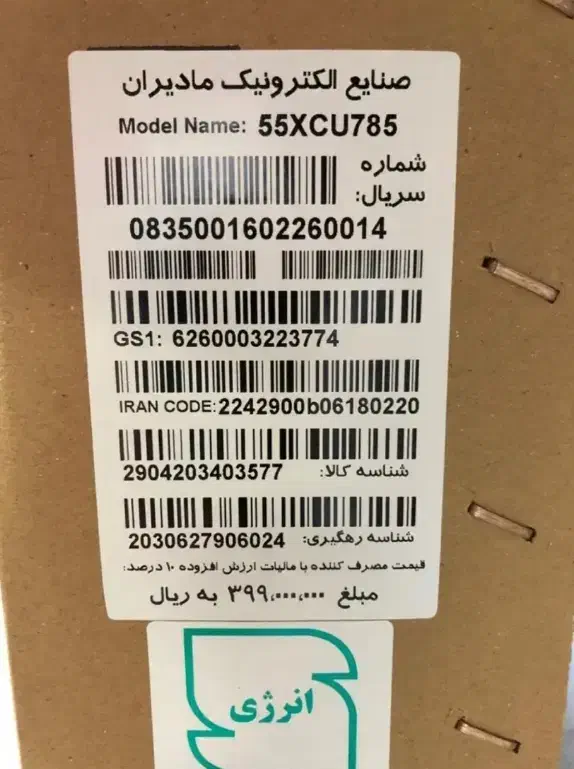 صنایع الکترونیک مادیران
Model Name: 55XCU785
شماره
سریال:
0835001602260014
GS1: 6260003223774
IRAN CODE:2242900b06180220
شناسه کالا: 2904203403577
شناسه رهگیری: 2030627906024
قیمت مصرف کننده با مالیات ارزش افزوده ۱۰ درصد:
مبلغ ۳۹۹،۰۰۰،۰۰۰ به ریال
انرژی